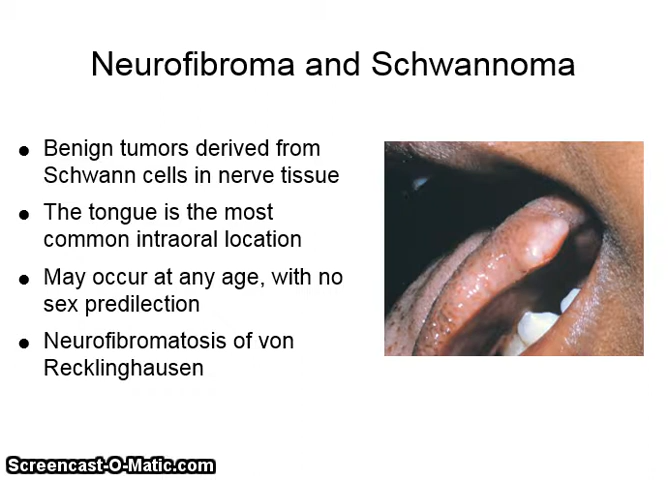 Neurofibroma and Schwannoma
● Benign tumors derived from
Schwann cells in nerve tissue
● The tongue is the most
common intraoral location
● May occur at any age, with no
sex predilection
● Neurofibromatosis of von
Recklinghausen
Screencast-O-Matic.com